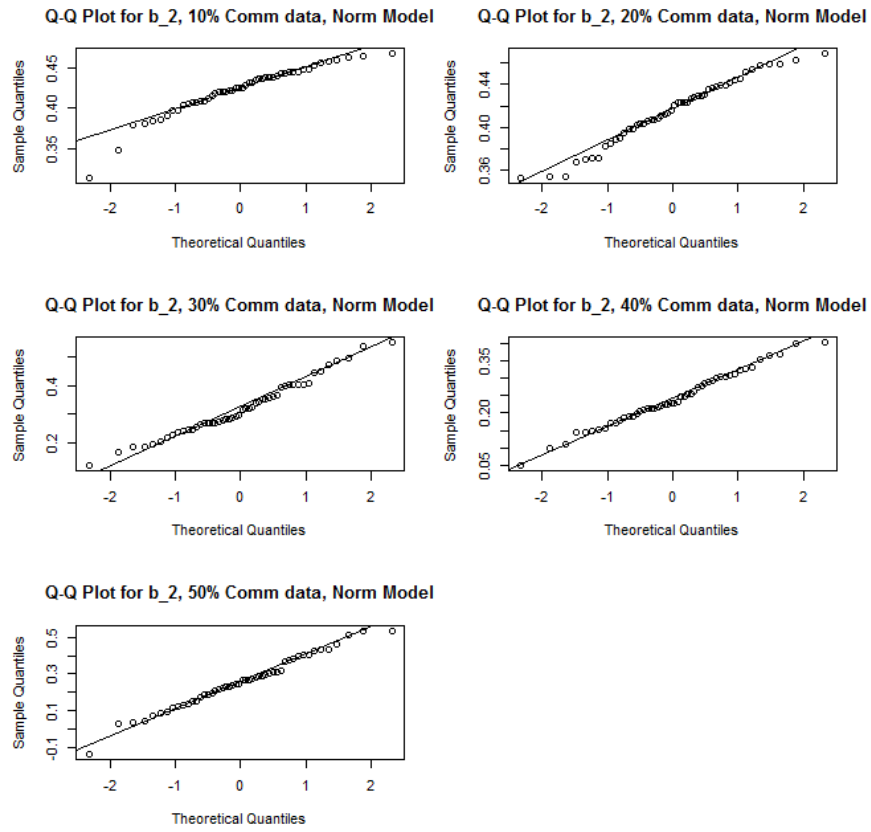 Q-Q Plot for b_2, 10% Comm data, Norm Model
Sample Quantiles
0.45
0.40
0.35
-2 -1 0 1 2
Theoretical Quantiles
Q-Q Plot for b_2, 20% Comm data, Norm Model
Sample Quantiles
0.44
0.40
0.36
-2 -1 0 1 2
Theoretical Quantiles
Q-Q Plot for b_2, 30% Comm data, Norm Model
Sample Quantiles
0.4
0.2
-2 -1 0 1 2
Theoretical Quantiles
Q-Q Plot for b_2, 40% Comm data, Norm Model
Sample Quantiles
0.35
0.20
0.05
-2 -1 0 1 2
Theoretical Quantiles
Q-Q Plot for b_2, 50% Comm data, Norm Model
Sample Quantiles
0.5
0.3
0.1
-0.1
-2 -1 0 1 2
Theoretical Quantiles